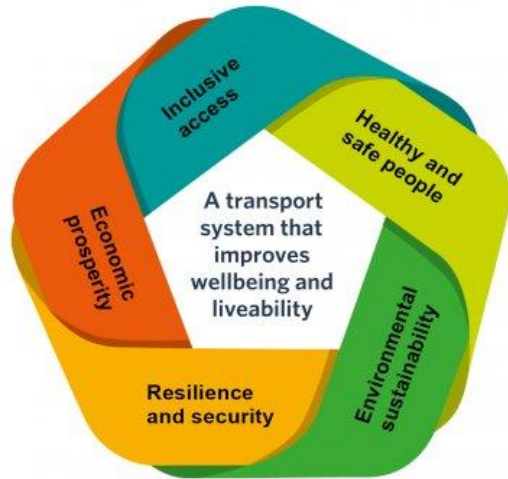 Inclusive
access
Healthy and
safe people
Environmental
sustainability
Resilience
and security
Economic
prosperity
A transport
system that
improves
wellbeing and
liveability